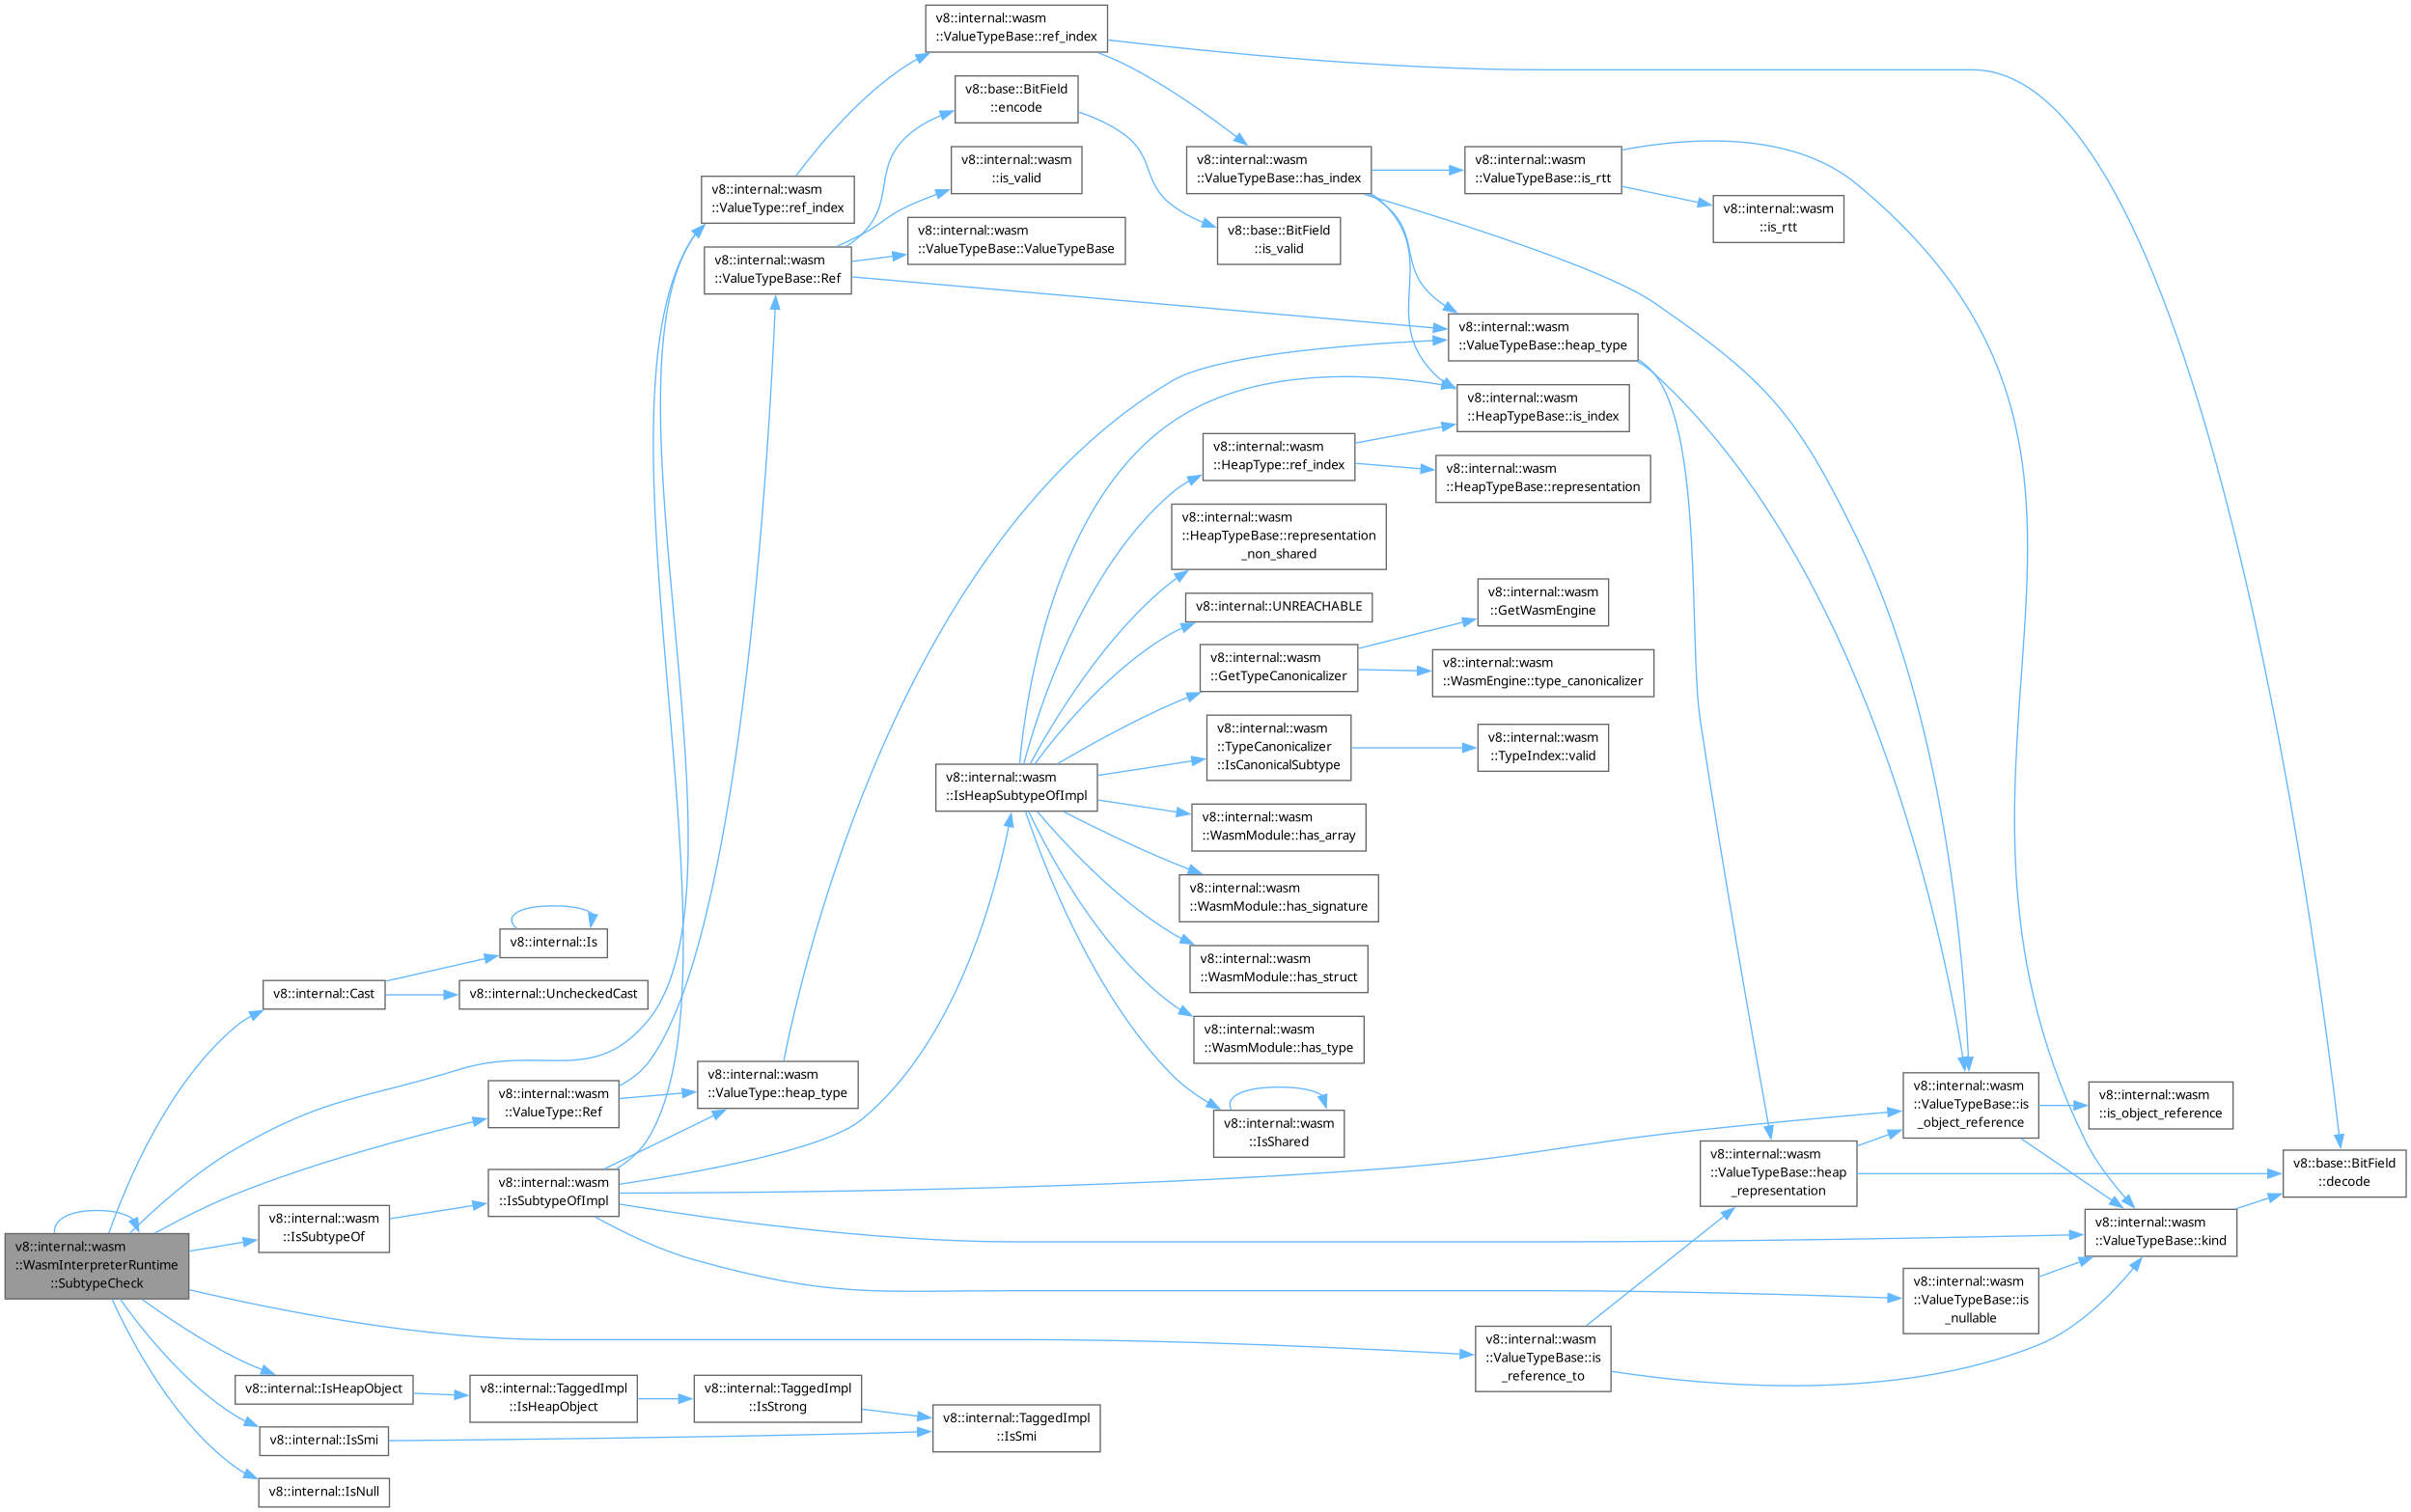 v8::internal::wasm
::ValueTypeBase::ref_index
v8::base::BitField
::encode
v8::internal::wasm
::is_valid
v8::internal::wasm
::ValueTypeBase::has_index
v8::internal::wasm
::ValueTypeBase::is_rtt
v8::internal::wasm
::ValueType::ref_index
v8::internal::wasm
::is_rtt
v8::internal::wasm
::ValueTypeBase::ValueTypeBase
v8::base::BitField
::is_valid
v8::internal::wasm
::ValueTypeBase::Ref
v8::internal::wasm
::ValueTypeBase::heap_type
v8::internal::wasm
::HeapTypeBase::is_index
v8::internal::wasm
::HeapType::ref_index
v8::internal::wasm
::HeapTypeBase::representation
v8::internal::wasm
::HeapTypeBase::representation
_non_shared
v8::internal::UNREACHABLE
v8::internal::wasm
::GetWasmEngine
v8::internal::wasm
::GetTypeCanonicalizer
v8::internal::wasm
::WasmEngine::type_canonicalizer
v8::internal::wasm
::TypeCanonicalizer
::IsCanonicalSubtype
v8::internal::wasm
::TypeIndex::valid
v8::internal::wasm
::IsHeapSubtypeOfImpl
v8::internal::wasm
::WasmModule::has_array
v8::internal::wasm
::WasmModule::has_signature
v8::internal::wasm
::WasmModule::has_struct
v8::internal::wasm
::WasmModule::has_type
v8::internal::wasm
::IsShared
v8::internal::Is
v8::internal::Cast
v8::internal::UncheckedCast
v8::internal::wasm
::ValueType::heap_type
v8::internal::wasm
::ValueType::Ref
v8::internal::wasm
::IsSubtypeOfImpl
v8::internal::wasm
::IsSubtypeOf
v8::internal::wasm
::WasmInterpreterRuntime
::SubtypeCheck
v8::internal::wasm
::ValueTypeBase::is
_object_reference
v8::internal::wasm
::is_object_reference
v8::internal::wasm
::ValueTypeBase::heap
_representation
v8::base::BitField
::decode
v8::internal::wasm
::ValueTypeBase::kind
v8::internal::wasm
::ValueTypeBase::is
_nullable
v8::internal::wasm
::ValueTypeBase::is
_reference_to
v8::internal::IsHeapObject
v8::internal::TaggedImpl
::IsHeapObject
v8::internal::TaggedImpl
::IsStrong
v8::internal::TaggedImpl
::IsSmi
v8::internal::IsSmi
v8::internal::IsNull